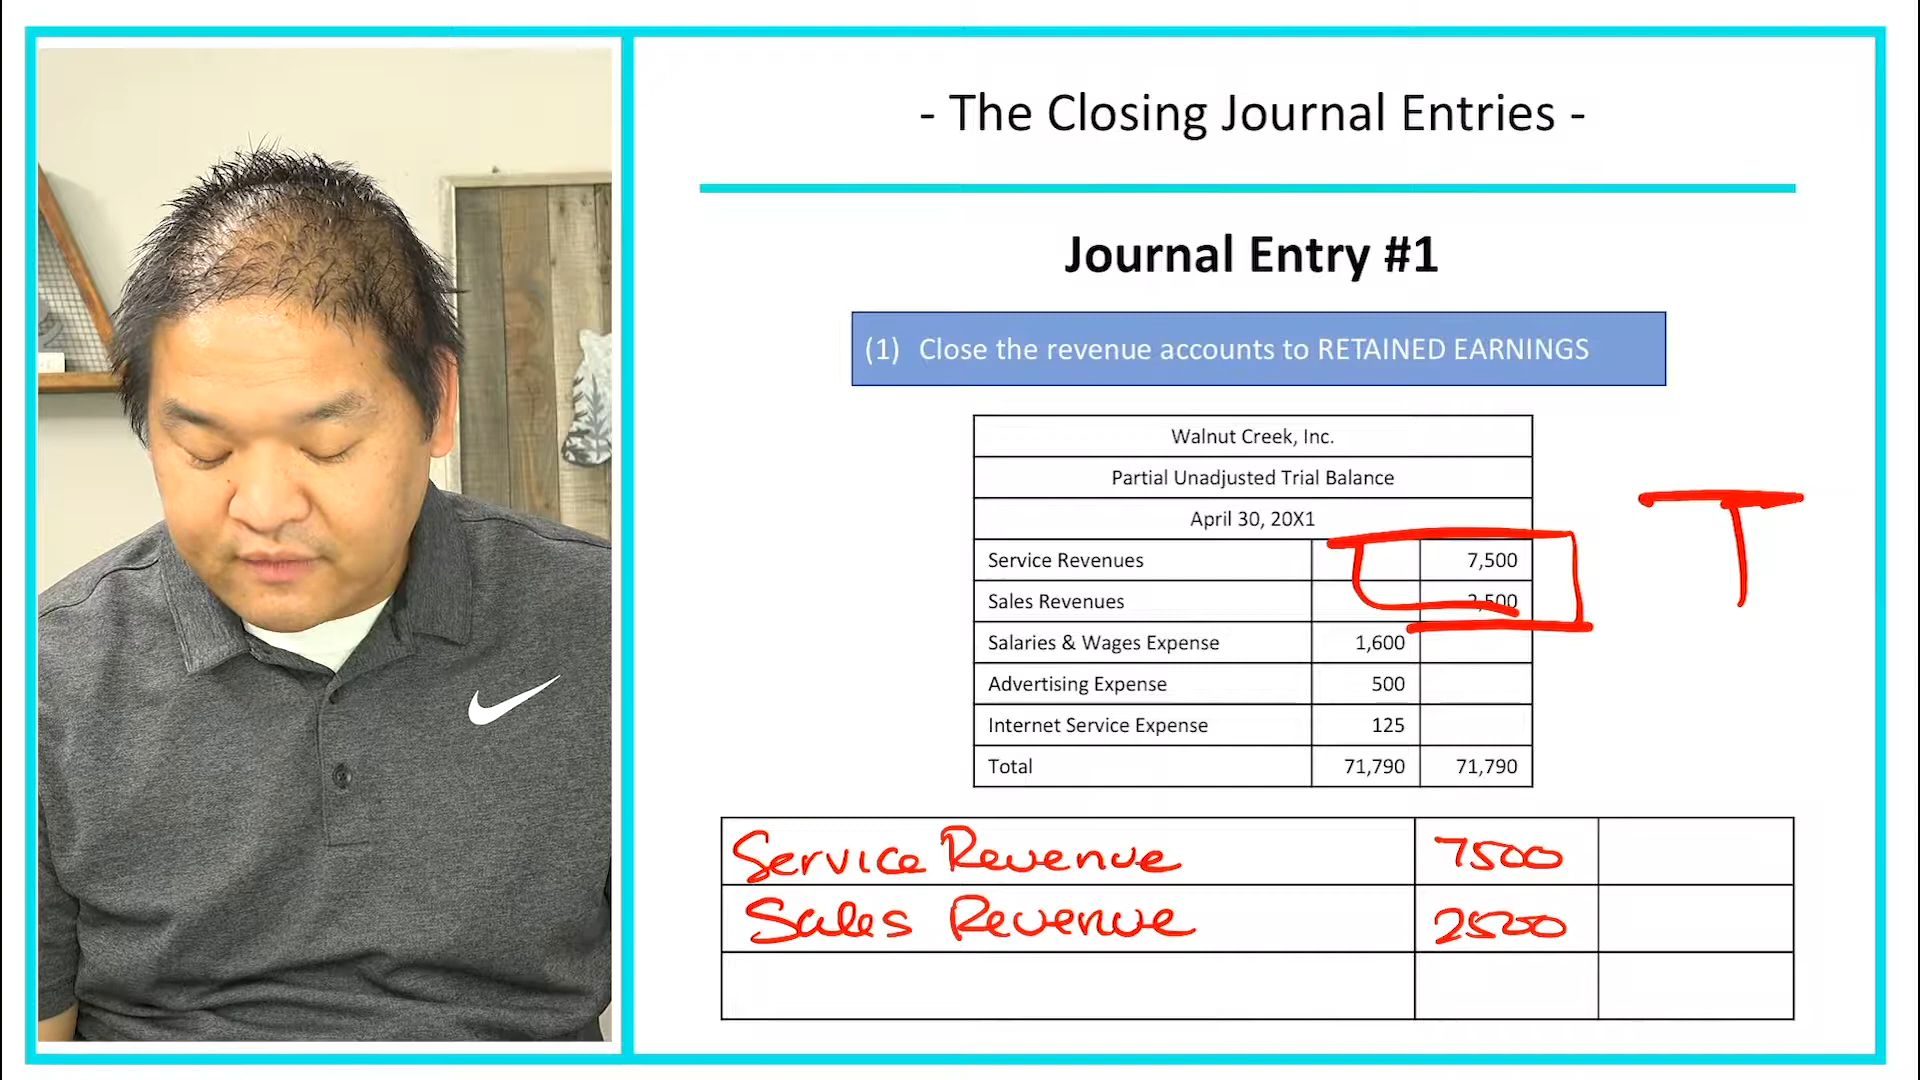 - The Closing Journal Entries -
Journal Entry #1
(1) Close the revenue accounts to RETAINED EARNINGS
Walnut Creek, Inc.
Partial Unadjusted Trial Balance
April 30, 20X1
Service Revenues 7,500
Sales Revenues 2,500
Salaries & Wages Expense 1,600
Advertising Expense 500
Internet Service Expense 125
Total 71,790 71,790
T
Service Revenue 7500
Sales Revenue 2500